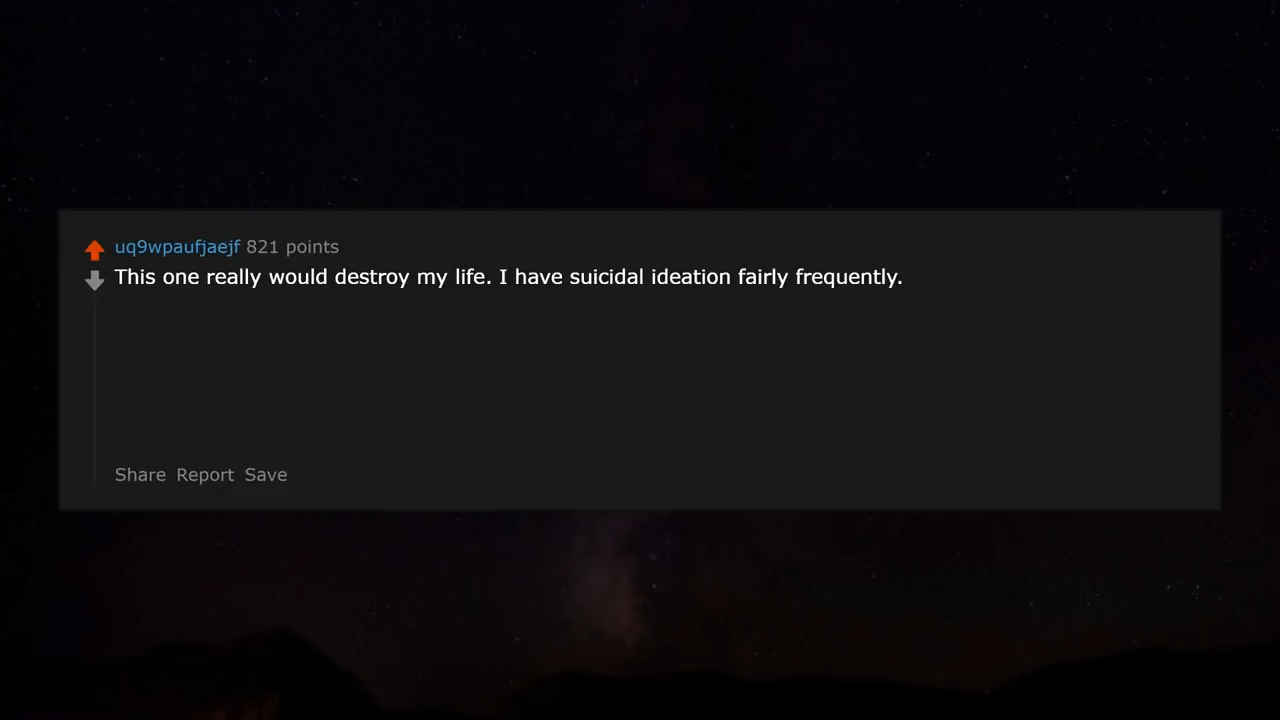 uq9wpaufjaejf 821 points
This one really would destroy my life. I have suicidal ideation fairly frequently.
Share Report Save